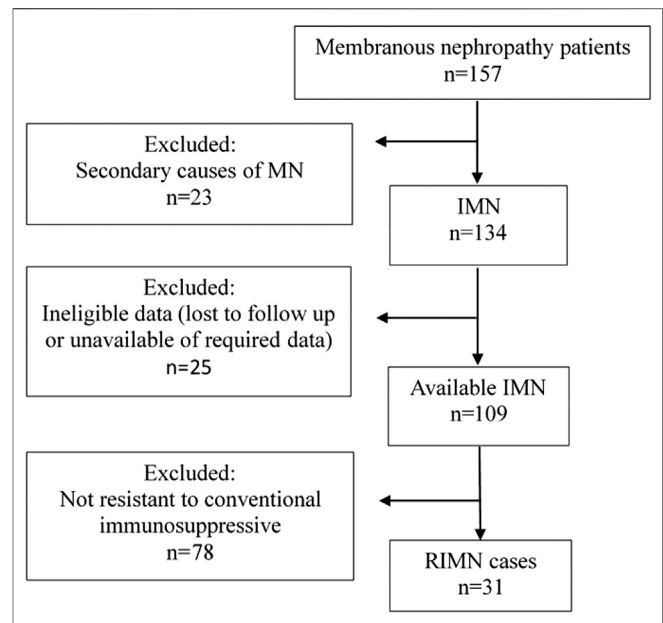 Membranous nephropathy patients
n=157
Excluded:
Secondary causes of MN
n=23
IMN
n=134
Excluded:
Ineligible data (lost to follow up
or unavailable of required data)
n=25
Available IMN
n=109
Excluded:
Not resistant to conventional
immunosuppressive
n=78
RIMN cases
n=31